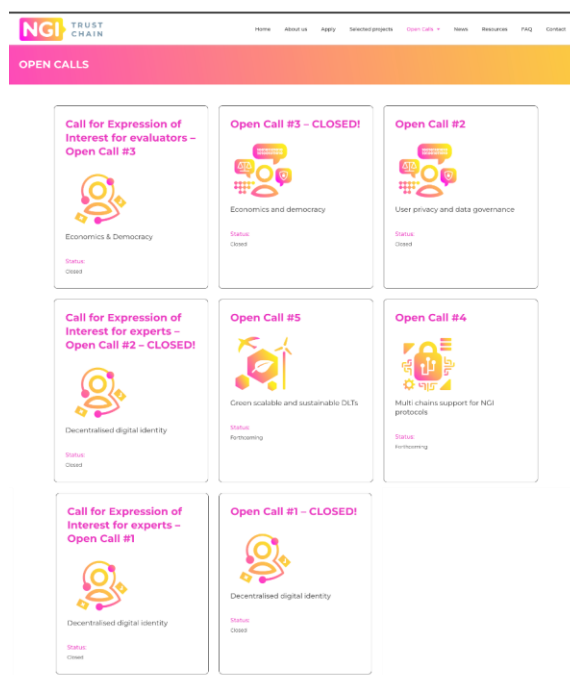 NGI TRUST
CHAIN
Home About us Apply Selected projects Open Calls News Resources FAQ Contact
OPEN CALLS
Call for Expression of
Interest for evaluators –
Open Call #3
Economics & Democracy
Status:
Closed
Open Call #3 – CLOSED!
Economics and democracy
Status:
Closed
Open Call #2
User privacy and data governance
Status:
Closed
Call for Expression of
Interest for experts –
Open Call #2 – CLOSED!
Decentralised digital identity
Status:
Closed
Open Call #5
Green scalable and sustainable DLTs
Status:
Forthcoming
Open Call #4
Multi chains support for NGI
protocols
Status:
Forthcoming
Call for Expression of
Interest for experts –
Open Call #1
Decentralised digital identity
Status:
Closed
Open Call #1 – CLOSED!
Decentralised digital identity
Status:
Closed